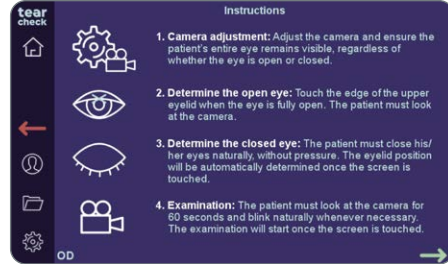 tear
check
Instructions
1. Camera adjustment: Adjust the camera and ensure the
patient's entire eye remains visible, regardless of
whether the eye is open or closed.
2. Determine the open eye: Touch the edge of the upper
eyelid when the eye is fully open. The patient must look
at the camera.
3. Determine the closed eye: The patient must close his/
her eyes naturally, without pressure. The eyelid position
will be automatically determined once the screen is
touched.
4. Examination: The patient must look at the camera for
60 seconds and blink naturally whenever necessary.
The examination will start once the screen is touched.
OD